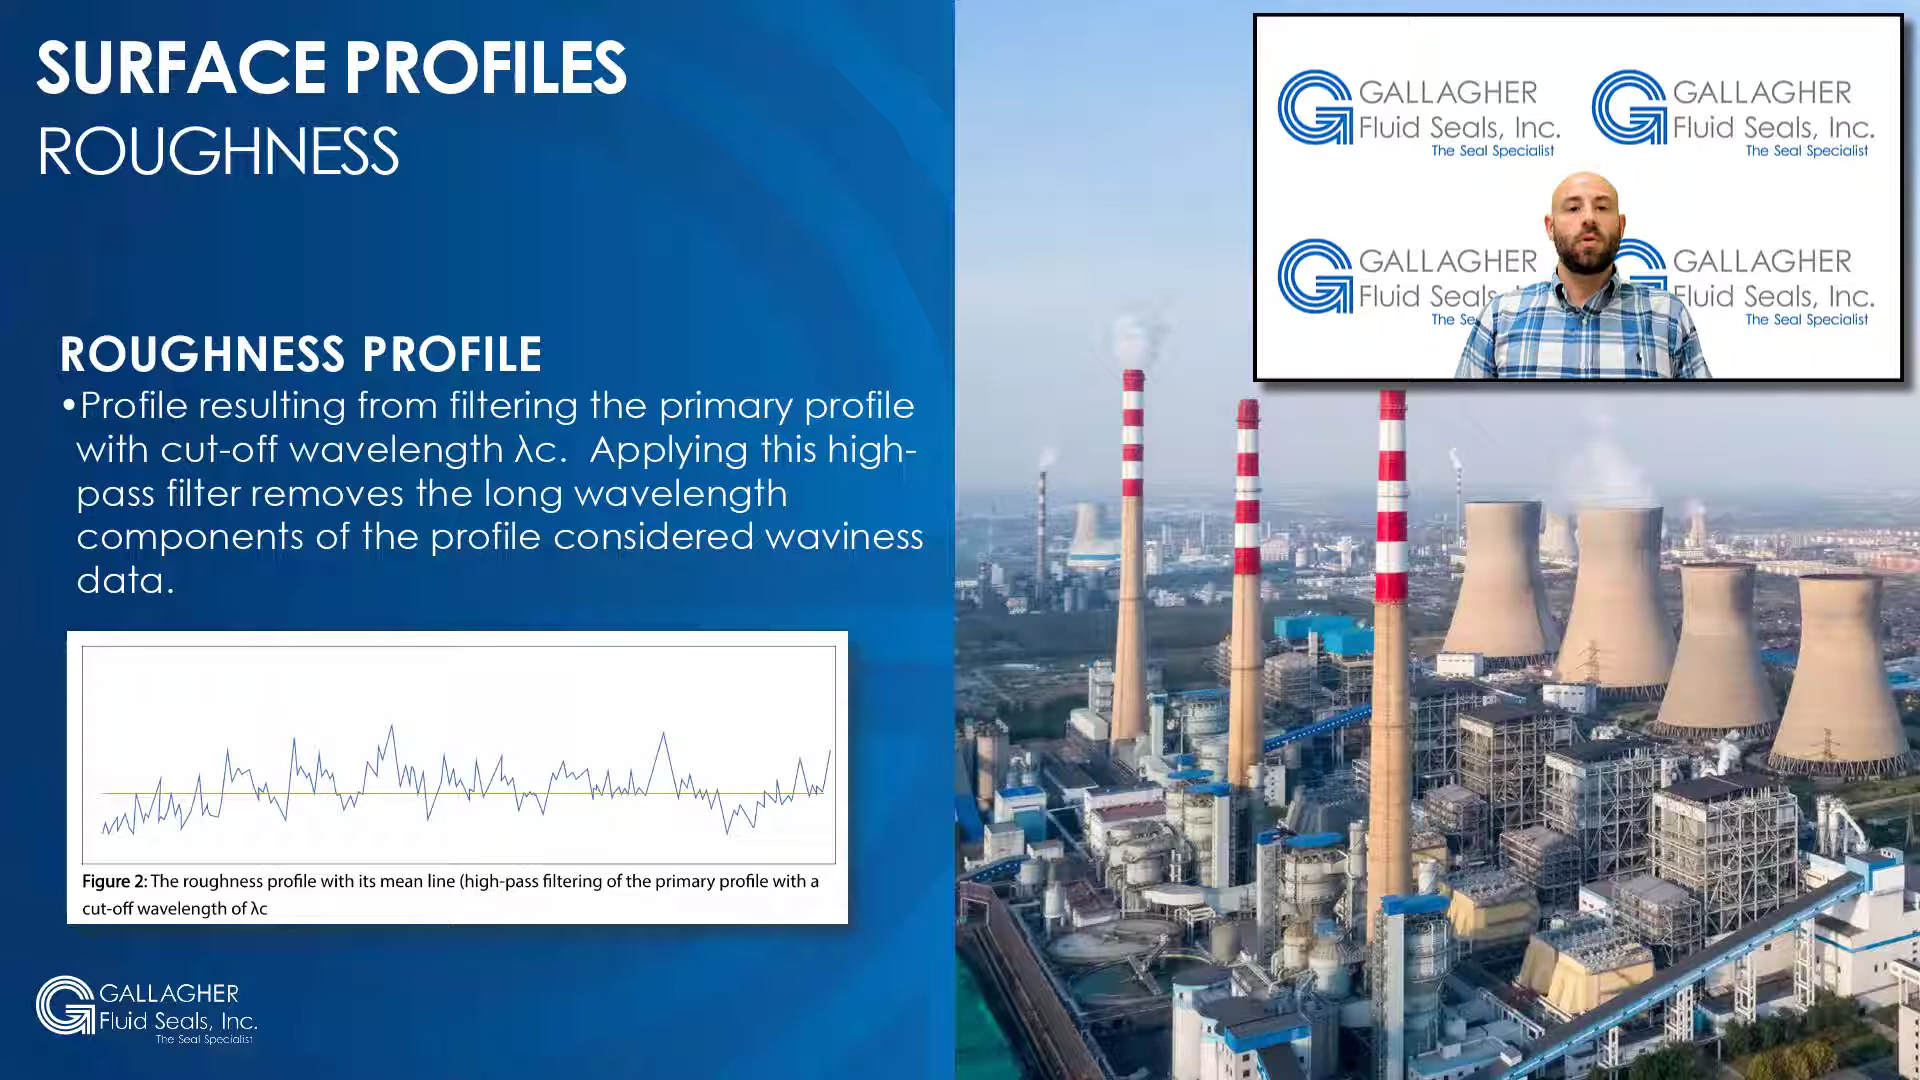 SURFACE PROFILES
ROUGHNESS
ROUGHNESS PROFILE
•Profile resulting from filtering the primary profile
with cut-off wavelength λc.  Applying this high-
pass filter removes the long wavelength
components of the profile considered waviness
data.
Figure 2: The roughness profile with its mean line (high-pass filtering of the primary profile with a
cut-off wavelength of λc
GALLAGHER
Fluid Seals, Inc.
The Seal Specialist
GALLAGHER
Fluid Seals, Inc.
The Seal Specialist
GALLAGHER
Fluid Seals, Inc.
The Seal Specialist
GALLAGHER
Fluid Seals
The Se
GALLAGHER
Fluid Seals, Inc.
The Seal Specialist